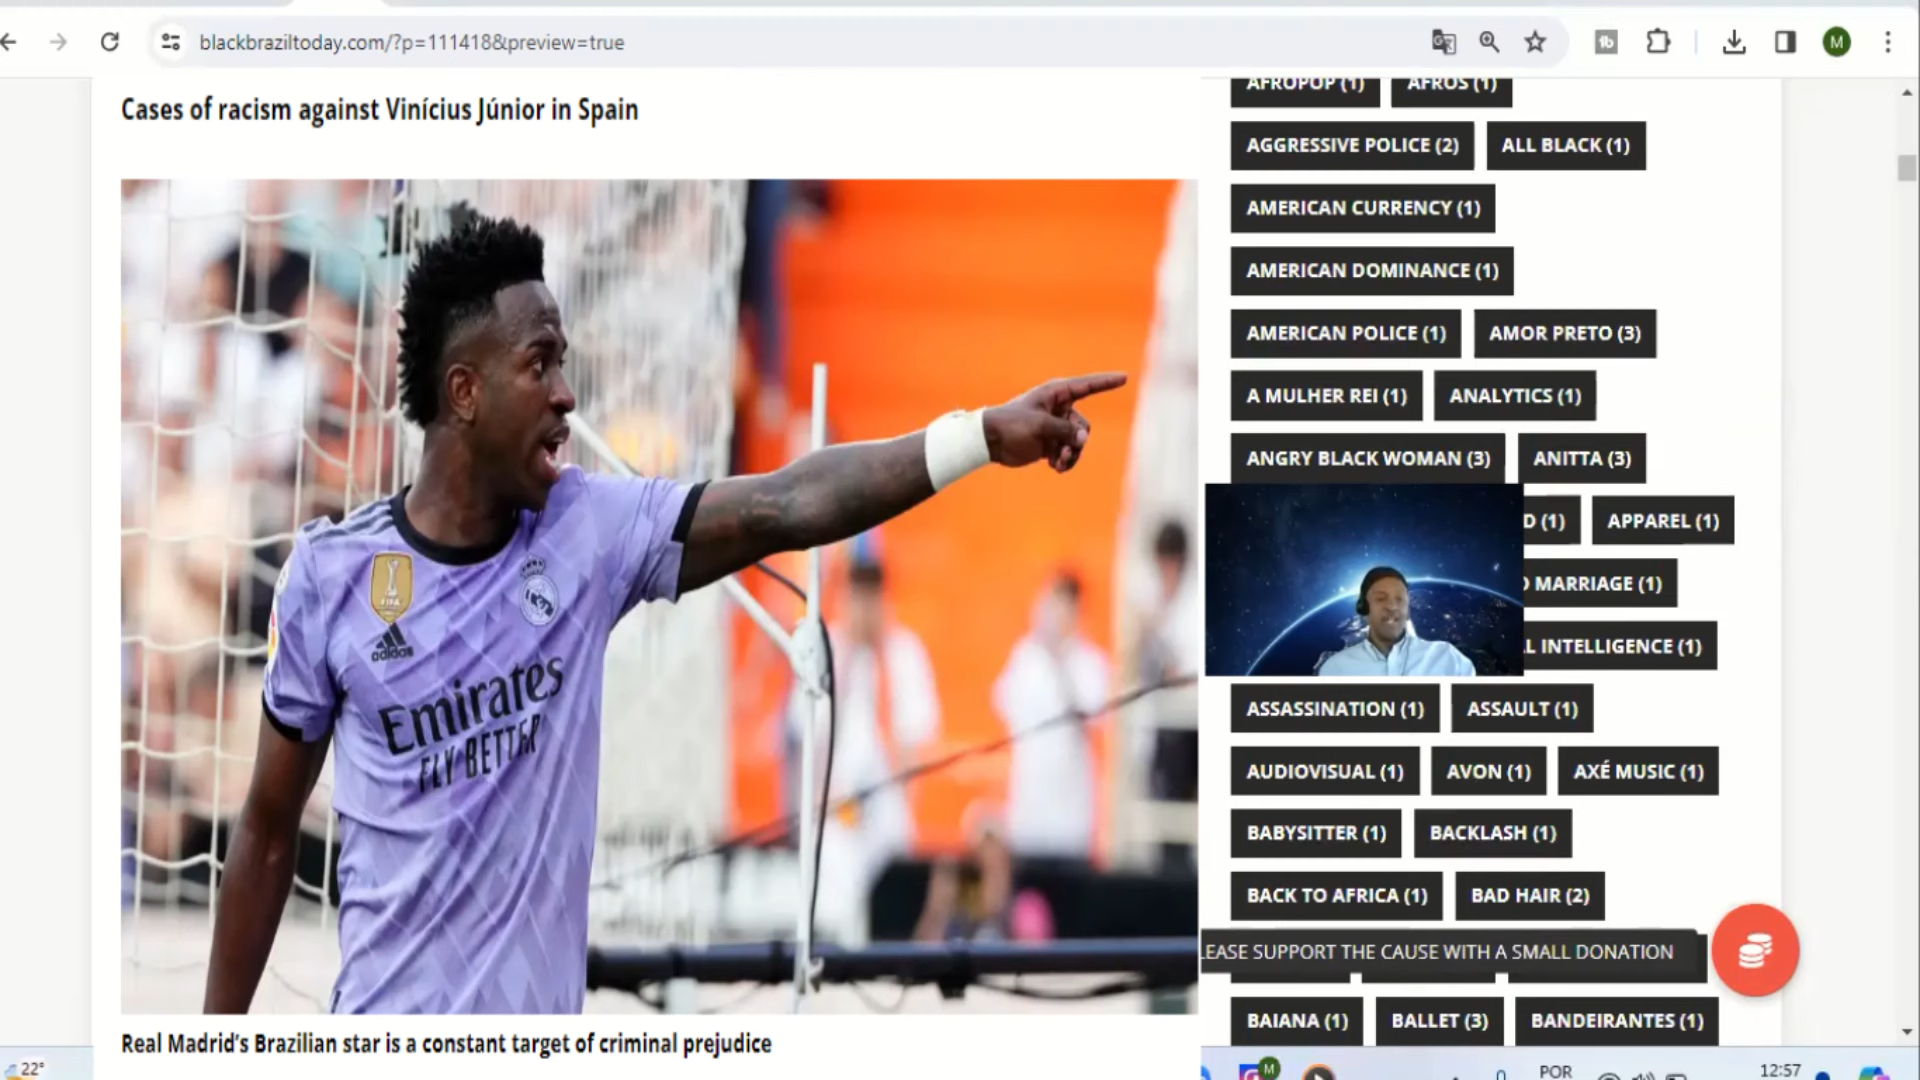 blackbraziltoday.com/?p=111418&preview=true
M
Cases of racism against Vinícius Júnior in Spain
FIFA
adidas
Emirates
FLY BETTER
Real Madrid's Brazilian star is a constant target of criminal prejudice
AFROPOP (1) AFROS (1)
AGGRESSIVE POLICE (2) ALL BLACK (1)
AMERICAN CURRENCY (1)
AMERICAN DOMINANCE (1)
AMERICAN POLICE (1) AMOR PRETO (3)
A MULHER REI (1) ANALYTICS (1)
ANGRY BLACK WOMAN (3) ANITTA (3)
D (1) APPAREL (1)
MARRIAGE (1)
L INTELLIGENCE (1)
ASSASSINATION (1) ASSAULT (1)
AUDIOVISUAL (1) AVON (1) AXÉ MUSIC (1)
BABYSITTER (1) BACKLASH (1)
BACK TO AFRICA (1) BAD HAIR (2)
LEASE SUPPORT THE CAUSE WITH A SMALL DONATION
BAIANA (1) BALLET (3) BANDEIRANTES (1)
22°
M
POR
12:57